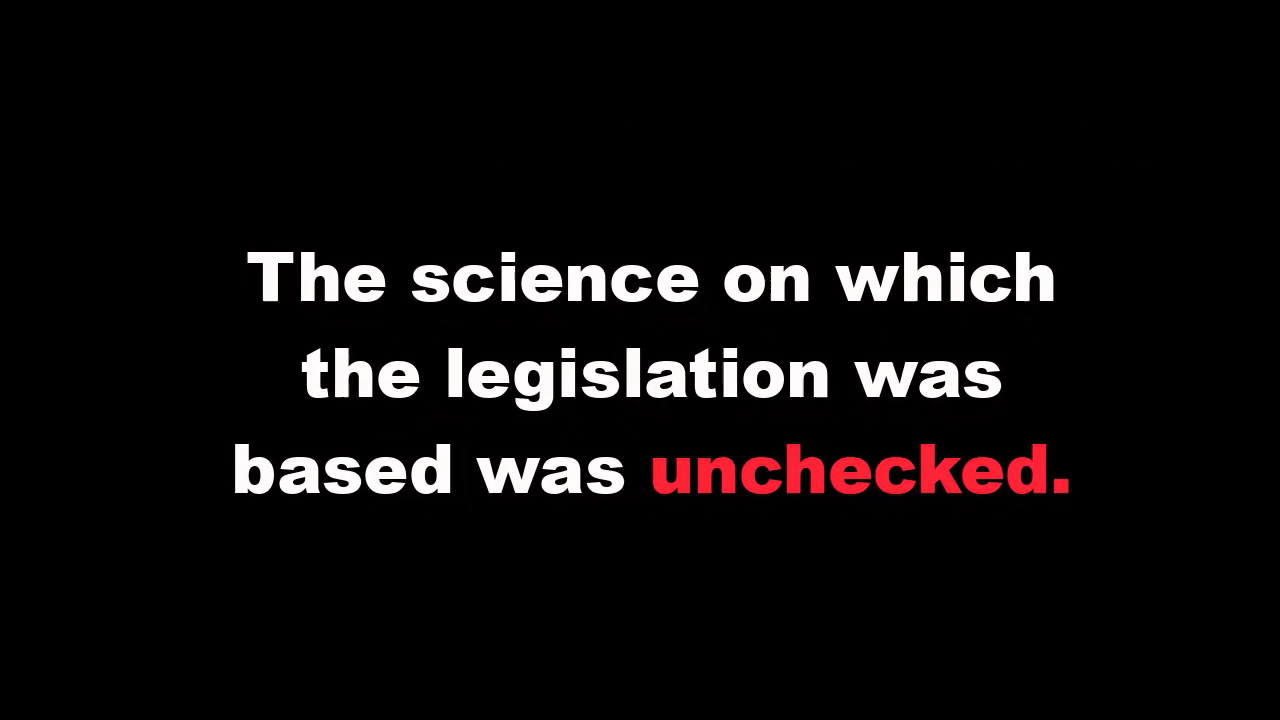 The science on which
the legislation was
based was unchecked.